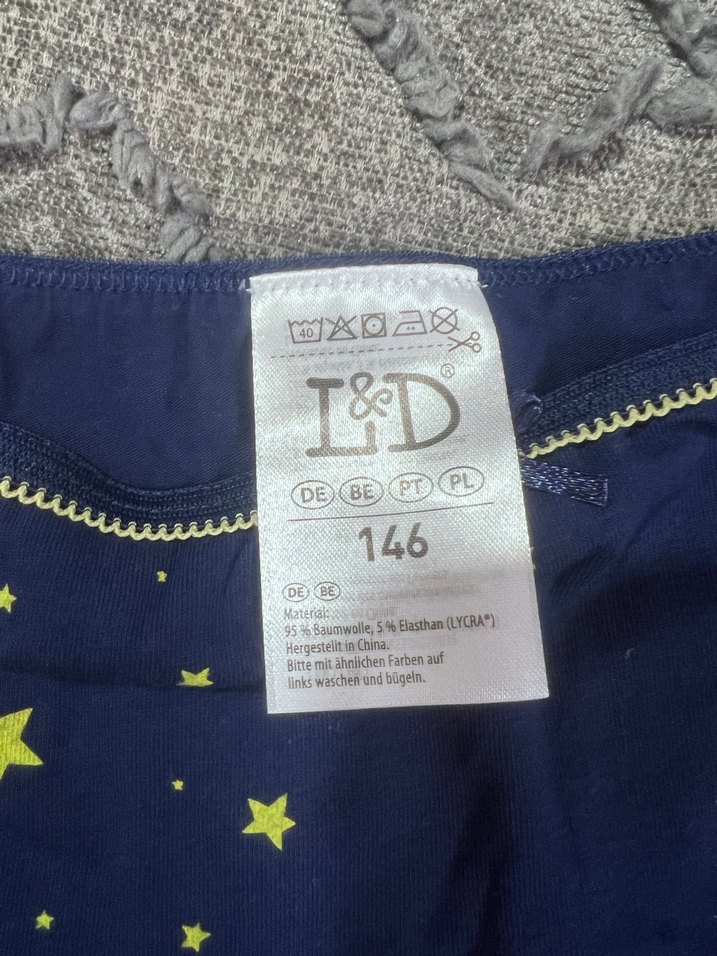 40
L&D®
DE BE PT PL
146
DE BE
Material:
95 % Baumwolle, 5 % Elasthan (LYCRA®)
Hergestellt in China.
Bitte mit ähnlichen Farben auf
links waschen und bügeln.